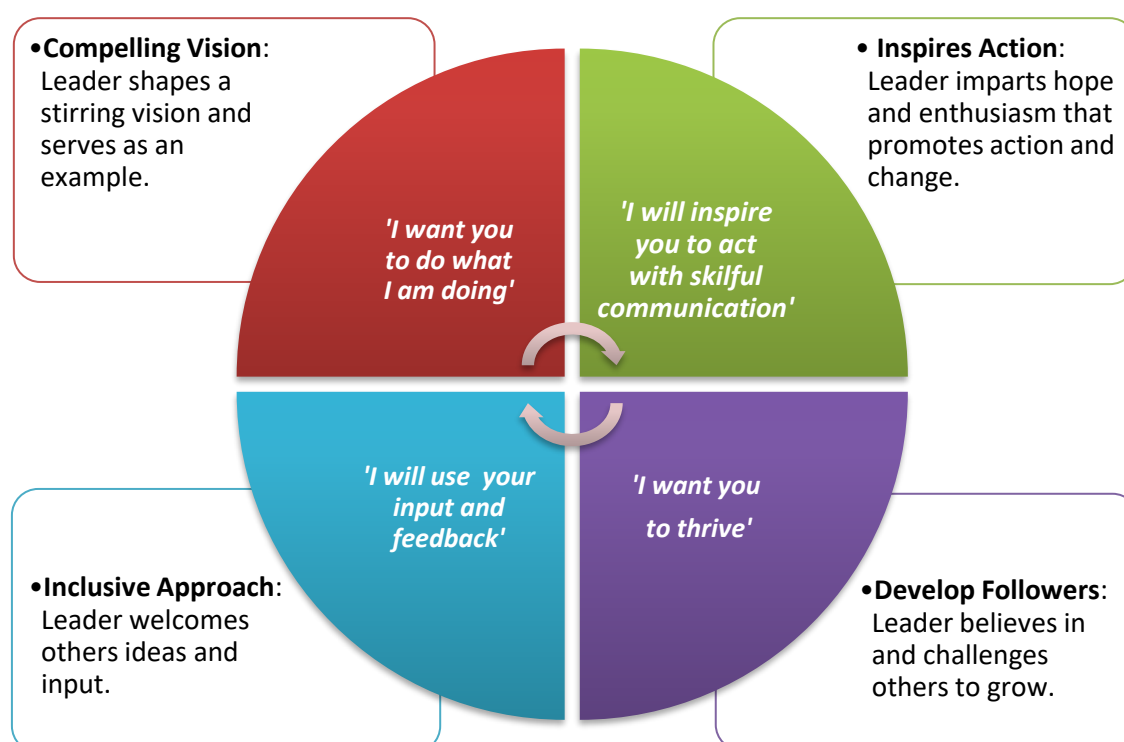 •Compelling Vision:
Leader shapes a
stirring vision and
serves as an
example.
• Inspires Action:
Leader imparts hope
and enthusiasm that
promotes action and
change.
'I want you
to do what
I am doing'
'I will inspire
you to act
with skilful
communication'
'I will use  your
input and
feedback'
'I want you
to thrive'
•Inclusive Approach:
Leader welcomes
others ideas and
input.
•Develop Followers:
Leader believes in
and challenges
others to grow.